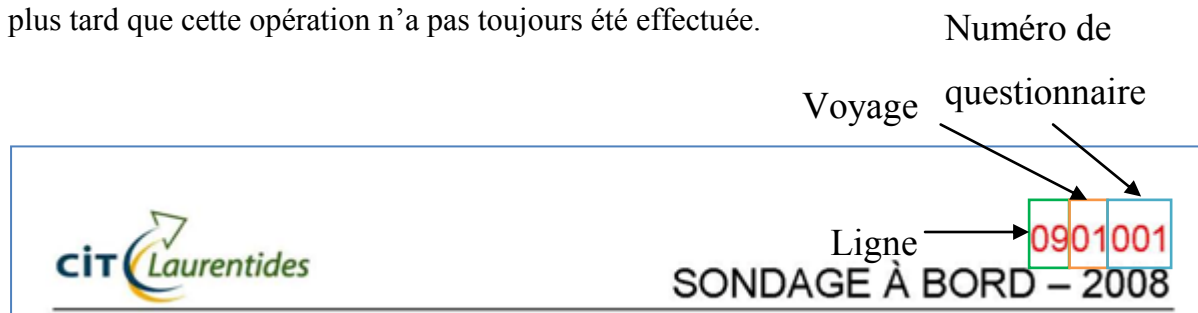 plus tard que cette opération n’a pas toujours été effectuée.
Numéro de
questionnaire
Voyage
Ligne
0901001
CiT Laurentides
SONDAGE À BORD – 2008